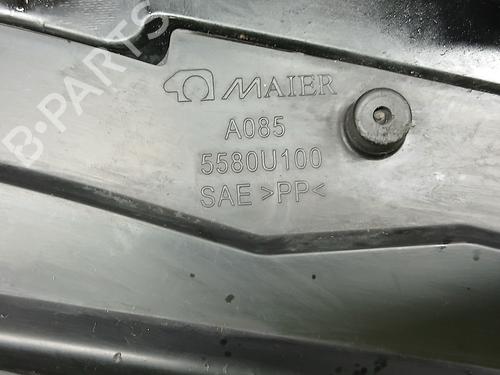 MAIER
A085
5580U100
SAE >PP<
B-PARTS